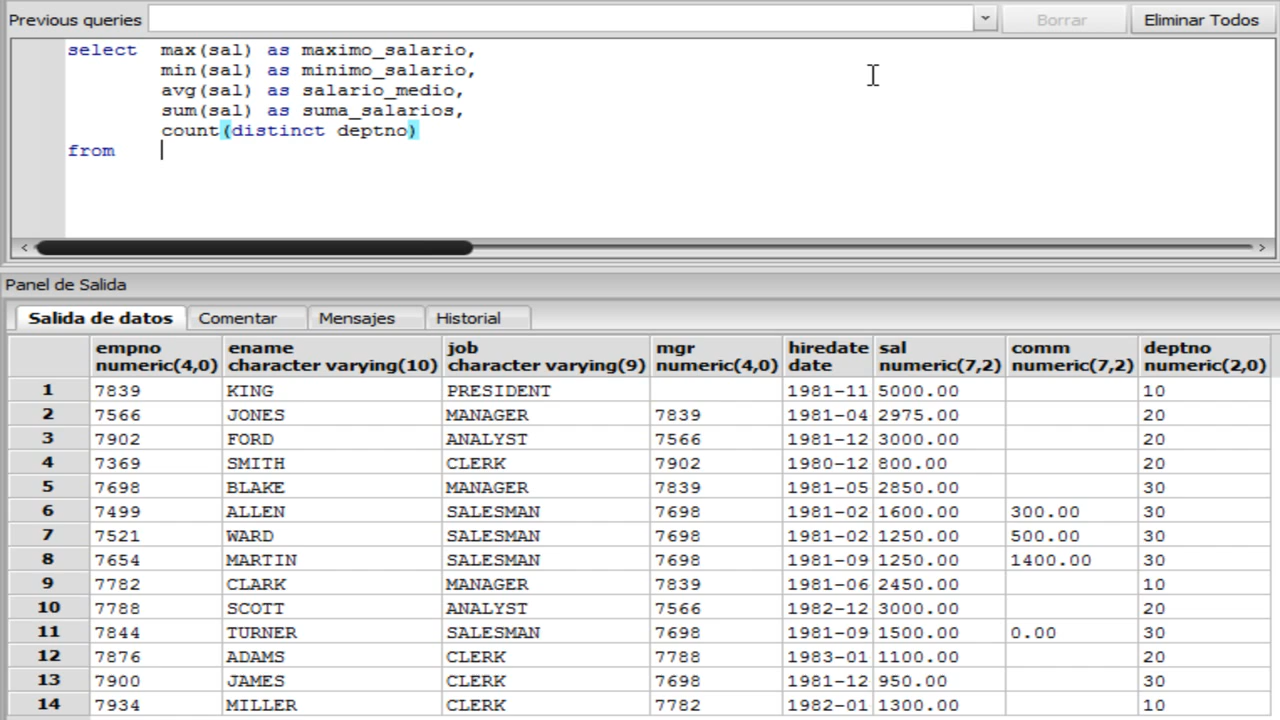 Previous queries Borrar Eliminar Todos
select max(sal) as maximo_salario,
min(sal) as minimo_salario,
avg(sal) as salario_medio,
sum(sal) as suma_salarios,
count(distinct deptno)
from
Panel de Salida
Salida de datos Comentar Mensajes Historial
empno ename job mgr hiredate sal comm deptno
numeric(4,0) character varying(10) character varying(9) numeric(4,0) date numeric(7,2) numeric(7,2) numeric(2,0)
1 7839 KING PRESIDENT 1981-11 5000.00 10
2 7566 JONES MANAGER 7839 1981-04 2975.00 20
3 7902 FORD ANALYST 7566 1981-12 3000.00 20
4 7369 SMITH CLERK 7902 1980-12 800.00 20
5 7698 BLAKE MANAGER 7839 1981-05 2850.00 30
6 7499 ALLEN SALESMAN 7698 1981-02 1600.00 300.00 30
7 7521 WARD SALESMAN 7698 1981-02 1250.00 500.00 30
8 7654 MARTIN SALESMAN 7698 1981-09 1250.00 1400.00 30
9 7782 CLARK MANAGER 7839 1981-06 2450.00 10
10 7788 SCOTT ANALYST 7566 1982-12 3000.00 20
11 7844 TURNER SALESMAN 7698 1981-09 1500.00 0.00 30
12 7876 ADAMS CLERK 7788 1983-01 1100.00 20
13 7900 JAMES CLERK 7698 1981-12 950.00 30
14 7934 MILLER CLERK 7782 1982-01 1300.00 10